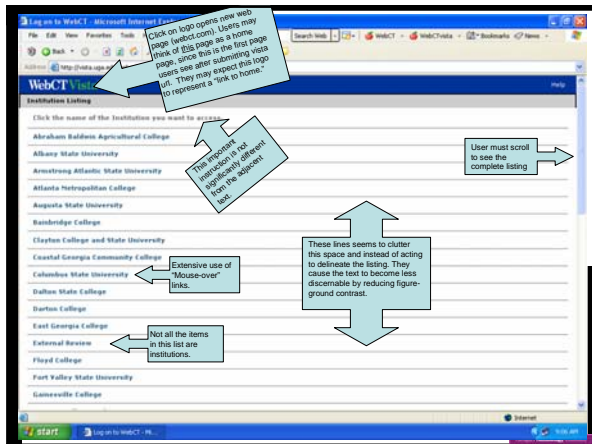 Log on to WebCT - Microsoft Internet
File Edit View Favorites Tools
Search Web
WebCT
WebCTvista
Bookmarks
News
Back
Address http://vista.uga.ed
Click on logo opens new web
page (webct.com). Users may
think of this page as a home
page, since this is the first page
users see after submitting vista
url. They may expect this logo
to represent a "link to home."
WebCT Vista
Help
Institution Listing
Click the name of the Institution you want to access.
This important
instruction is not
significantly different
from the adjacent
text.
Abraham Baldwin Agricultural College
Albany State University
User must scroll
to see the
complete listing
Armstrong Atlantic State University
Atlanta Metropolitan College
Augusta State University
Bainbridge College
Clayton College and State University
These lines seems to clutter
this space and instead of acting
to delineate the listing. They
cause the text to become less
discernable by reducing figure-
ground contrast.
Coastal Georgia Community College
Columbus State University
Extensive use of
"Mouse-over"
links.
Dalton State College
Darton College
East Georgia College
External Review
Not all the items
in this list are
institutions.
Floyd College
Fort Valley State University
Gainesville College
Internet
start
Log on to WebCT - Mi...
9:06 AM